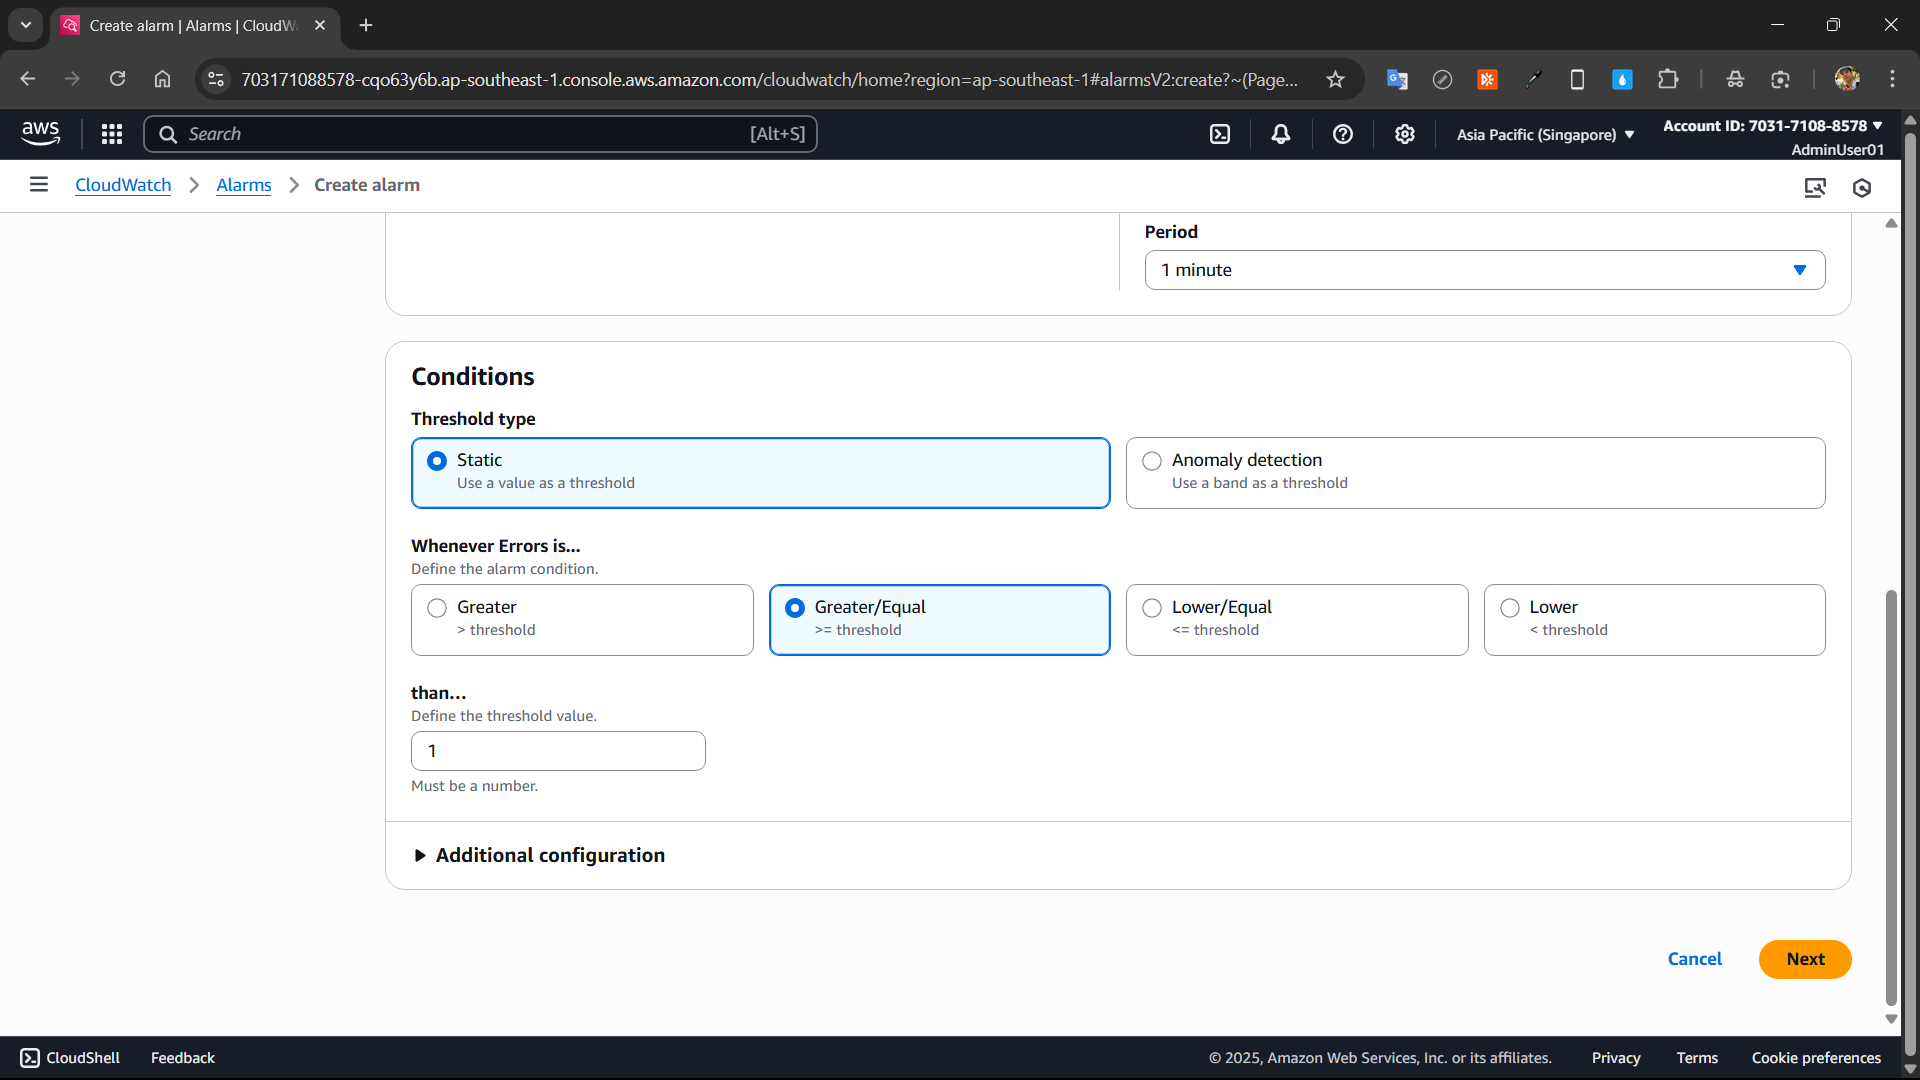 Create alarm | Alarms | CloudW
703171088578-cqo63y6b.ap-southeast-1.console.aws.amazon.com/cloudwatch/home?region=ap-southeast-1#alarmsV2:create?~(Page...
aws
Search
[Alt+S]
Asia Pacific (Singapore)
Account ID: 7031-7108-8578
AdminUser01
CloudWatch
Alarms
Create alarm
Period
1 minute
Conditions
Threshold type
Static
Use a value as a threshold
Anomaly detection
Use a band as a threshold
Whenever Errors is...
Define the alarm condition.
Greater
> threshold
Greater/Equal
>= threshold
Lower/Equal
<= threshold
Lower
< threshold
than...
Define the threshold value.
1
Must be a number.
Additional configuration
Cancel
Next
CloudShell
Feedback
© 2025, Amazon Web Services, Inc. or its affiliates.
Privacy
Terms
Cookie preferences